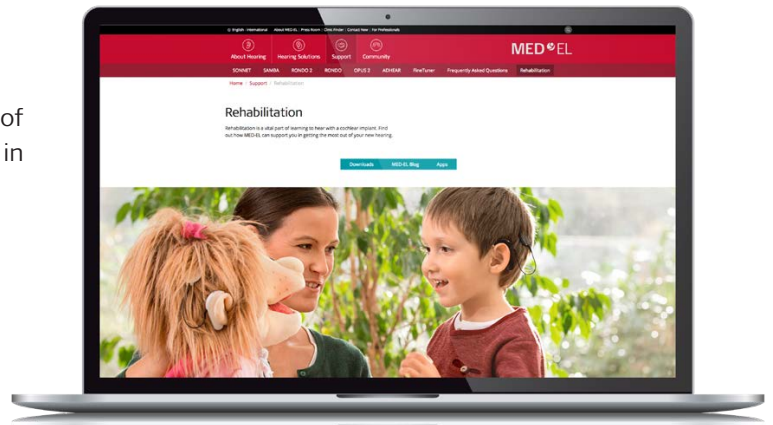 of
in
English - International About MED-EL Press Room Clinic Finder Contact Near For Professionals
About Hearing Hearing Solutions Support Community
MED EL
SONNET SAMBA RONDO 2 RONDO OPUS 2 ADHEAR FineTuner Frequently Asked Questions Rehabilitation
Home / Support / Rehabilitation
Rehabilitation
Rehabilitation is a vital part of learning to hear with a cochlear implant. Find
out how MED-EL can support you in getting the most out of your new hearing.
Downloads MED-EL Blog Apps